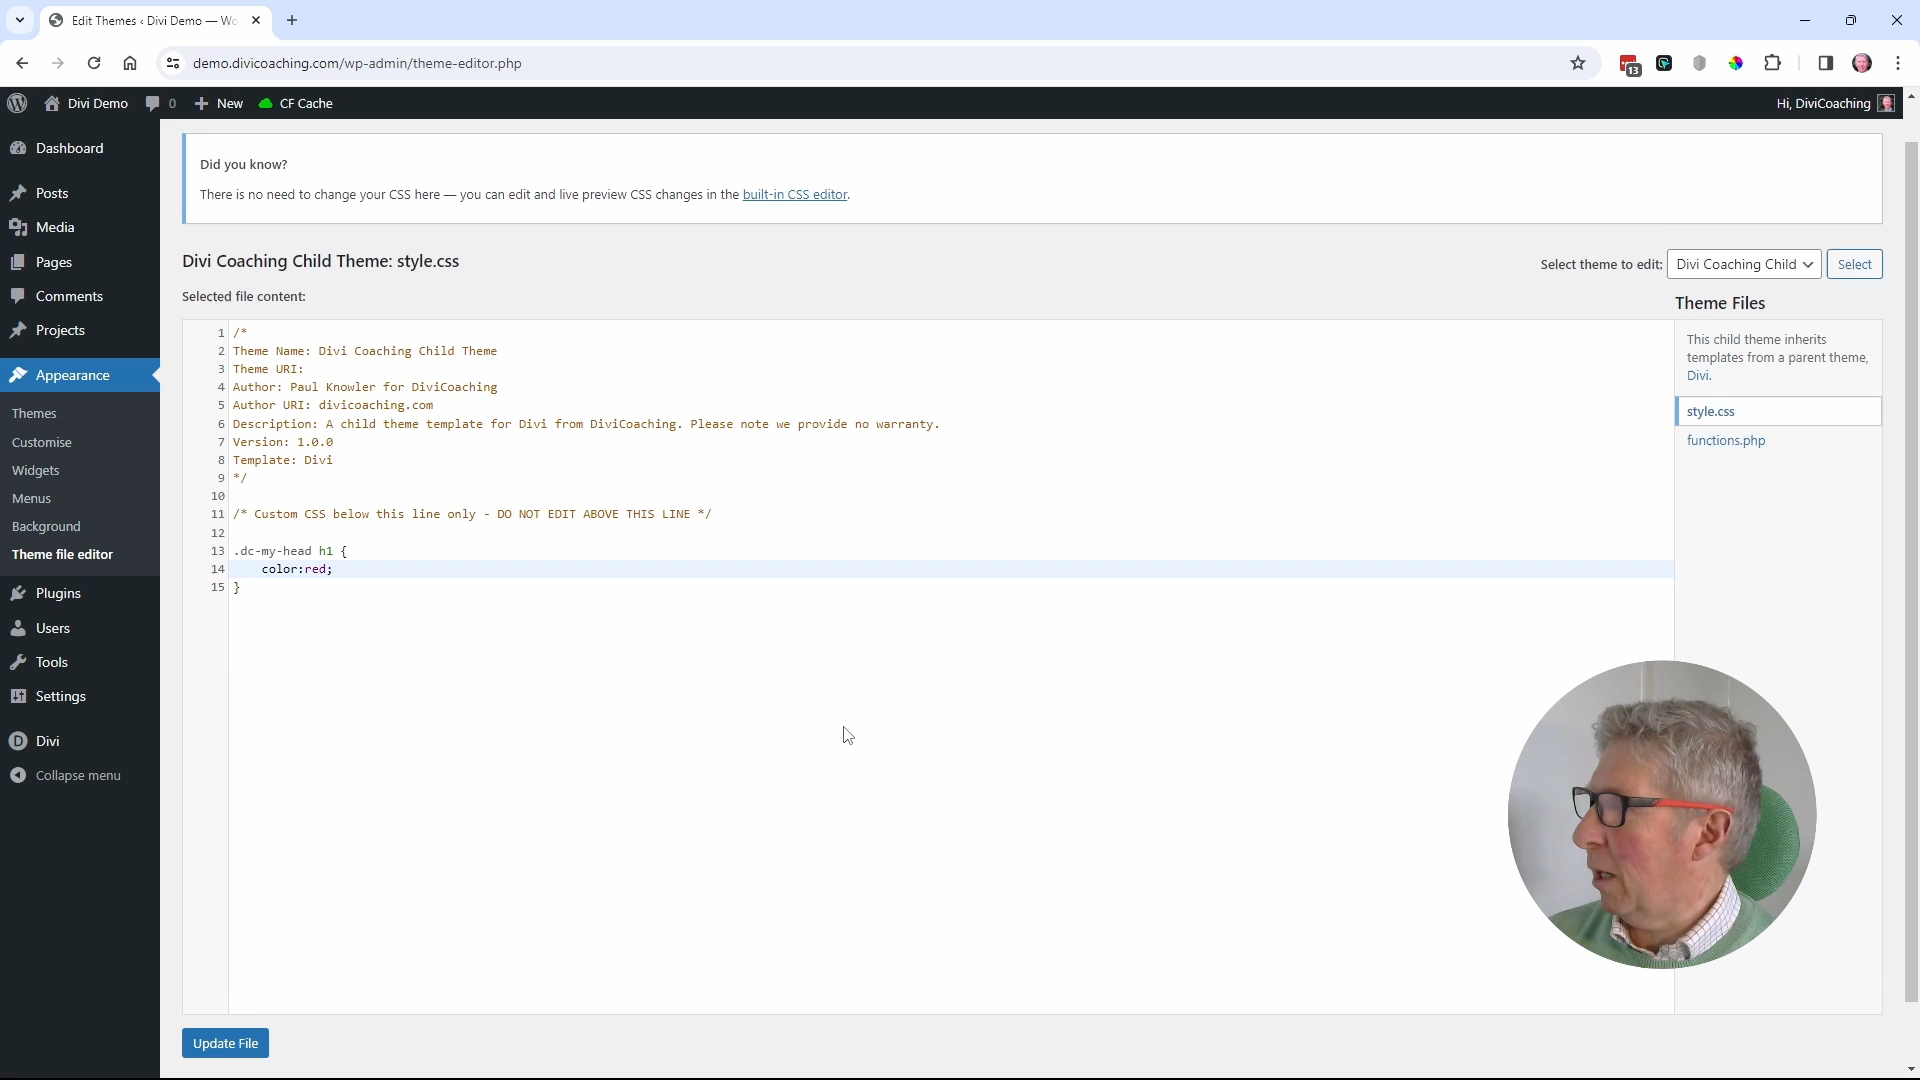 Edit Themes ‹ Divi Demo — Wo
demo.divicoaching.com/wp-admin/theme-editor.php
13
Divi Demo
0
New
CF Cache
Hi, DiviCoaching
Dashboard
Posts
Media
Pages
Comments
Projects
Appearance
Themes
Customise
Widgets
Menus
Background
Theme file editor
Plugins
Users
Tools
Settings
D
Divi
Collapse menu
Did you know?
There is no need to change your CSS here — you can edit and live preview CSS changes in the built-in CSS editor.
Divi Coaching Child Theme: style.css
Select theme to edit: Divi Coaching Child Select
Selected file content:
1 /*
2 Theme Name: Divi Coaching Child Theme
3 Theme URI:
4 Author: Paul Knowler for DiviCoaching
5 Author URI: divicoaching.com
6 Description: A child theme template for Divi from DiviCoaching. Please note we provide no warranty.
7 Version: 1.0.0
8 Template: Divi
9 */
10
11 /* Custom CSS below this line only - DO NOT EDIT ABOVE THIS LINE */
12
13 .dc-my-head h1 {
14 color:red;
15 }
Theme Files
This child theme inherits
templates from a parent theme,
Divi.
style.css
functions.php
Update File